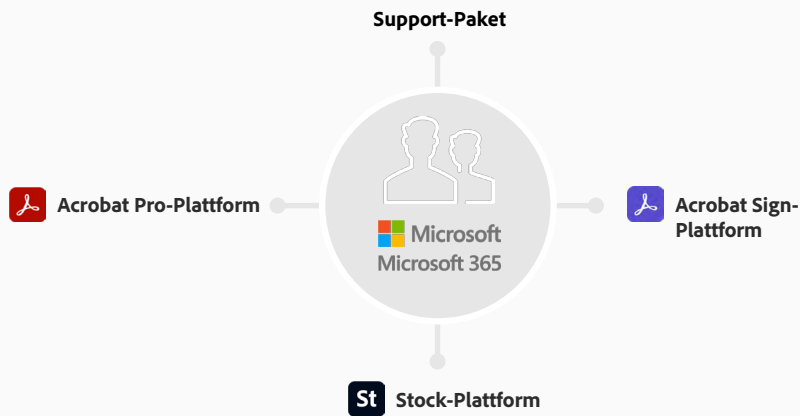 Support-Paket
Acrobat Pro-Plattform
Acrobat Sign-
Plattform
Microsoft
Microsoft 365
St
Stock-Plattform